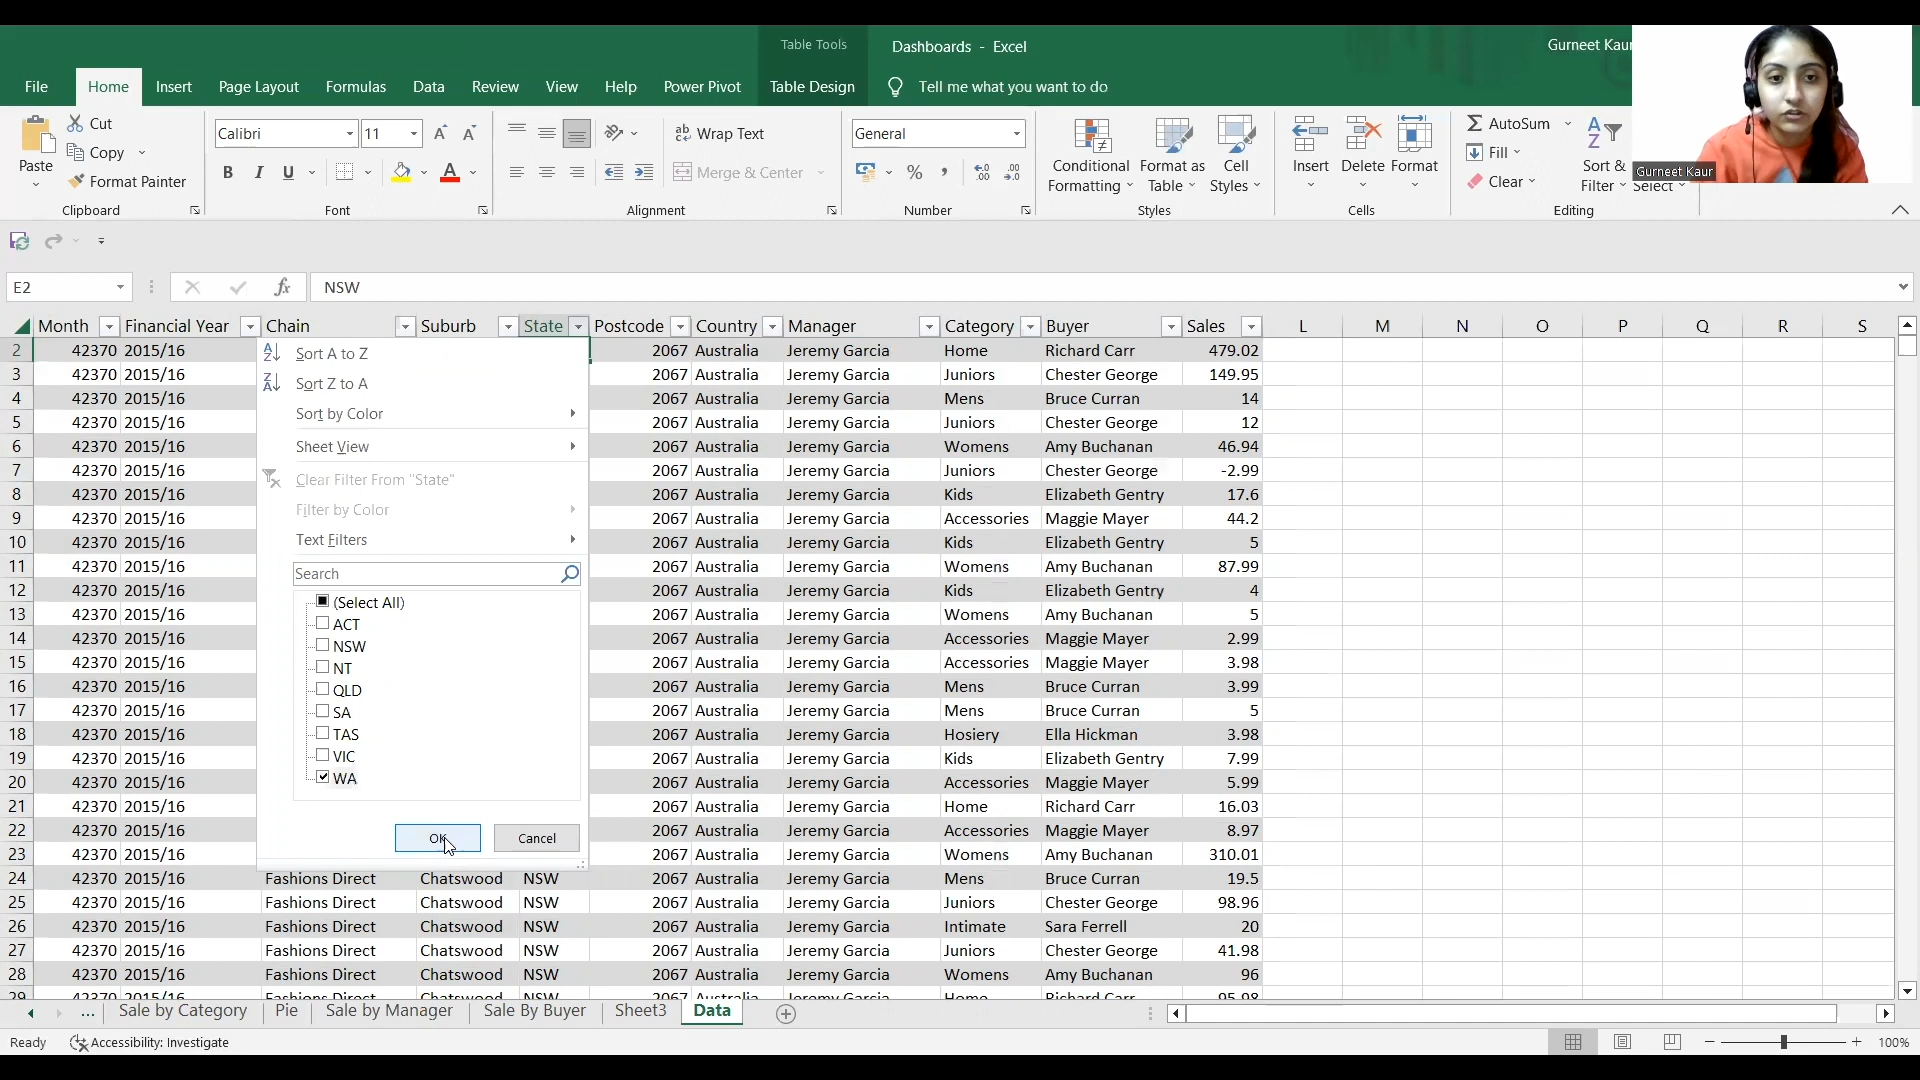 Table Tools
Dashboards - Excel
Gurneet Kaur
File Home Insert Page Layout Formulas Data Review View Help Power Pivot Table Design Tell me what you want to do
Paste
Cut
Copy
Format Painter
Clipboard
Calibri 11
B I U
Font
ab Wrap Text
Merge & Center
Alignment
General
% ,
Number
Conditional Formatting
Format as Table
Cell Styles
Styles
Insert Delete Format
Cells
AutoSum
Fill
Clear
Sort & Filter
Select
Editing
Gurneet Kaur
E2 fx NSW
Month Financial Year Chain Suburb State Postcode Country Manager Category Buyer Sales L M N O P Q R S
2 42370 2015/16 2067 Australia Jeremy Garcia Home Richard Carr 479.02
3 42370 2015/16 2067 Australia Jeremy Garcia Juniors Chester George 149.95
4 42370 2015/16 2067 Australia Jeremy Garcia Mens Bruce Curran 14
5 42370 2015/16 2067 Australia Jeremy Garcia Juniors Chester George 12
6 42370 2015/16 2067 Australia Jeremy Garcia Womens Amy Buchanan 46.94
7 42370 2015/16 2067 Australia Jeremy Garcia Juniors Chester George -2.99
8 42370 2015/16 2067 Australia Jeremy Garcia Kids Elizabeth Gentry 17.6
9 42370 2015/16 2067 Australia Jeremy Garcia Accessories Maggie Mayer 44.2
10 42370 2015/16 2067 Australia Jeremy Garcia Kids Elizabeth Gentry 5
11 42370 2015/16 2067 Australia Jeremy Garcia Womens Amy Buchanan 87.99
12 42370 2015/16 2067 Australia Jeremy Garcia Kids Elizabeth Gentry 4
13 42370 2015/16 2067 Australia Jeremy Garcia Womens Amy Buchanan 5
14 42370 2015/16 2067 Australia Jeremy Garcia Accessories Maggie Mayer 2.99
15 42370 2015/16 2067 Australia Jeremy Garcia Accessories Maggie Mayer 3.98
16 42370 2015/16 2067 Australia Jeremy Garcia Mens Bruce Curran 3.99
17 42370 2015/16 2067 Australia Jeremy Garcia Mens Bruce Curran 5
18 42370 2015/16 2067 Australia Jeremy Garcia Hosiery Ella Hickman 3.98
19 42370 2015/16 2067 Australia Jeremy Garcia Kids Elizabeth Gentry 7.99
20 42370 2015/16 2067 Australia Jeremy Garcia Accessories Maggie Mayer 5.99
21 42370 2015/16 2067 Australia Jeremy Garcia Home Richard Carr 16.03
22 42370 2015/16 2067 Australia Jeremy Garcia Accessories Maggie Mayer 8.97
23 42370 2015/16 2067 Australia Jeremy Garcia Womens Amy Buchanan 310.01
24 42370 2015/16 Fashions Direct Chatswood NSW 2067 Australia Jeremy Garcia Mens Bruce Curran 19.5
25 42370 2015/16 Fashions Direct Chatswood NSW 2067 Australia Jeremy Garcia Juniors Chester George 98.96
26 42370 2015/16 Fashions Direct Chatswood NSW 2067 Australia Jeremy Garcia Intimate Sara Ferrell 20
27 42370 2015/16 Fashions Direct Chatswood NSW 2067 Australia Jeremy Garcia Juniors Chester George 41.98
28 42370 2015/16 Fashions Direct Chatswood NSW 2067 Australia Jeremy Garcia Womens Amy Buchanan 96
29 42370 2015/16 Fashions Direct Chatswood NSW 2067 Australia Jeremy Garcia Home Richard Carr 95.98
Sort A to Z
Sort Z to A
Sort by Color
Sheet View
Clear Filter From "State"
Filter by Color
Text Filters
Search
(Select All)
ACT
NSW
NT
QLD
SA
TAS
VIC
WA
OK Cancel
... Sale by Category Pie Sale by Manager Sale By Buyer Sheet3 Data
Ready Accessibility: Investigate 100%